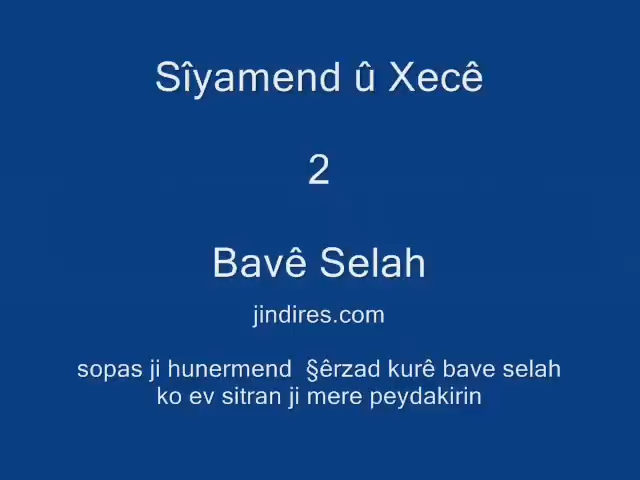 Sîyamend û Xecê
2
Bavê Selah
jindires.com
sopas ji hunermend §êrzad kurê bave selah
ko ev sitran ji mere peydakirin